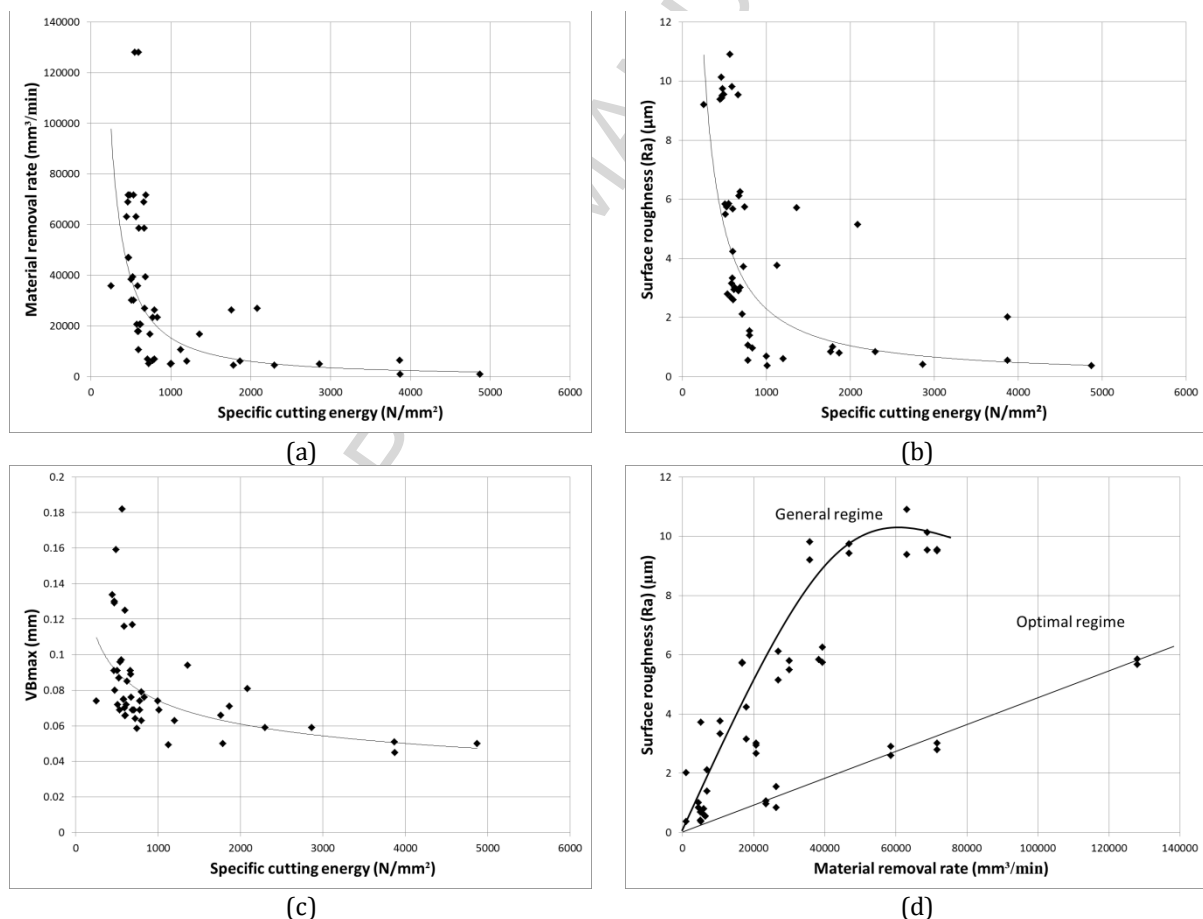 140000
120000
100000
80000
60000
40000
20000
0
0 1000 2000 3000 4000 5000 6000
Material removal rate (mm³/min)
Specific cutting energy (N/mm²)
(a)
12
10
8
6
4
2
0
0 1000 2000 3000 4000 5000 6000
Surface roughness (Ra) (μm)
Specific cutting energy (N/mm²)
(b)
0.2
0.18
0.16
0.14
0.12
0.1
0.08
0.06
0.04
0.02
0
0 1000 2000 3000 4000 5000 6000
VBmax (mm)
Specific cutting energy (N/mm²)
(c)
12
10
8
6
4
2
0
0 20000 40000 60000 80000 100000 120000 140000
Surface roughness (Ra) (μm)
General regime
Optimal regime
Material removal rate (mm³/min)
(d)